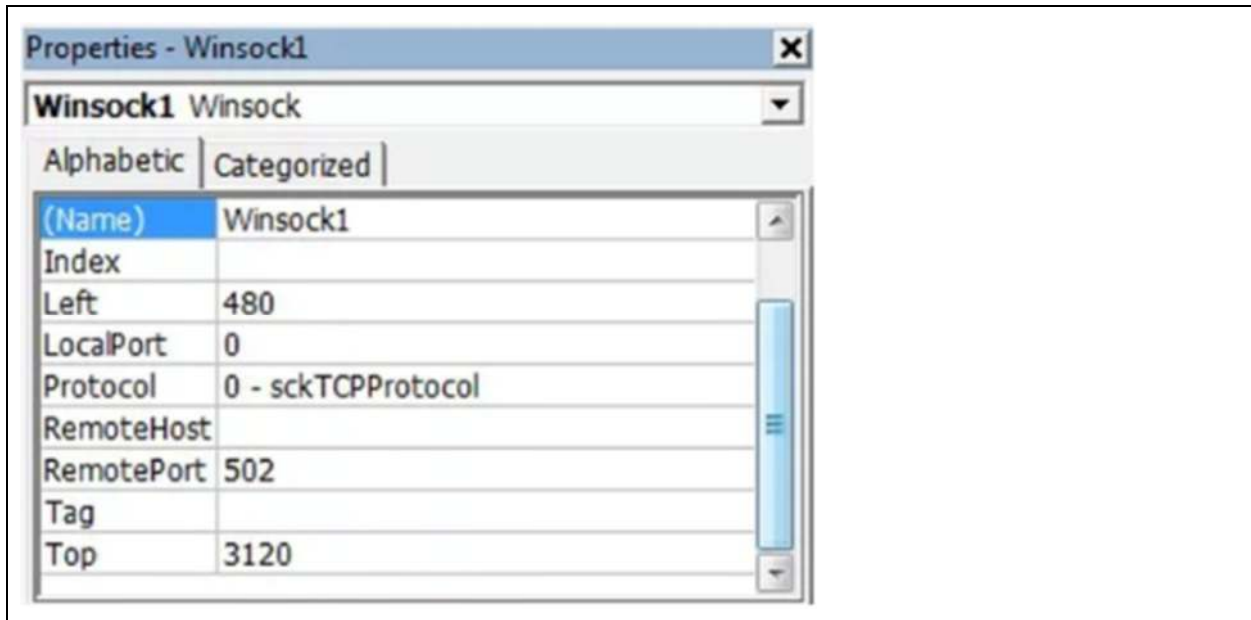 Properties - Winsock1
Winsock1 Winsock
Alphabetic Categorized
(Name) Winsock1
Index
Left 480
LocalPort 0
Protocol 0 - sckTCPProtocol
RemoteHost
RemotePort 502
Tag
Top 3120